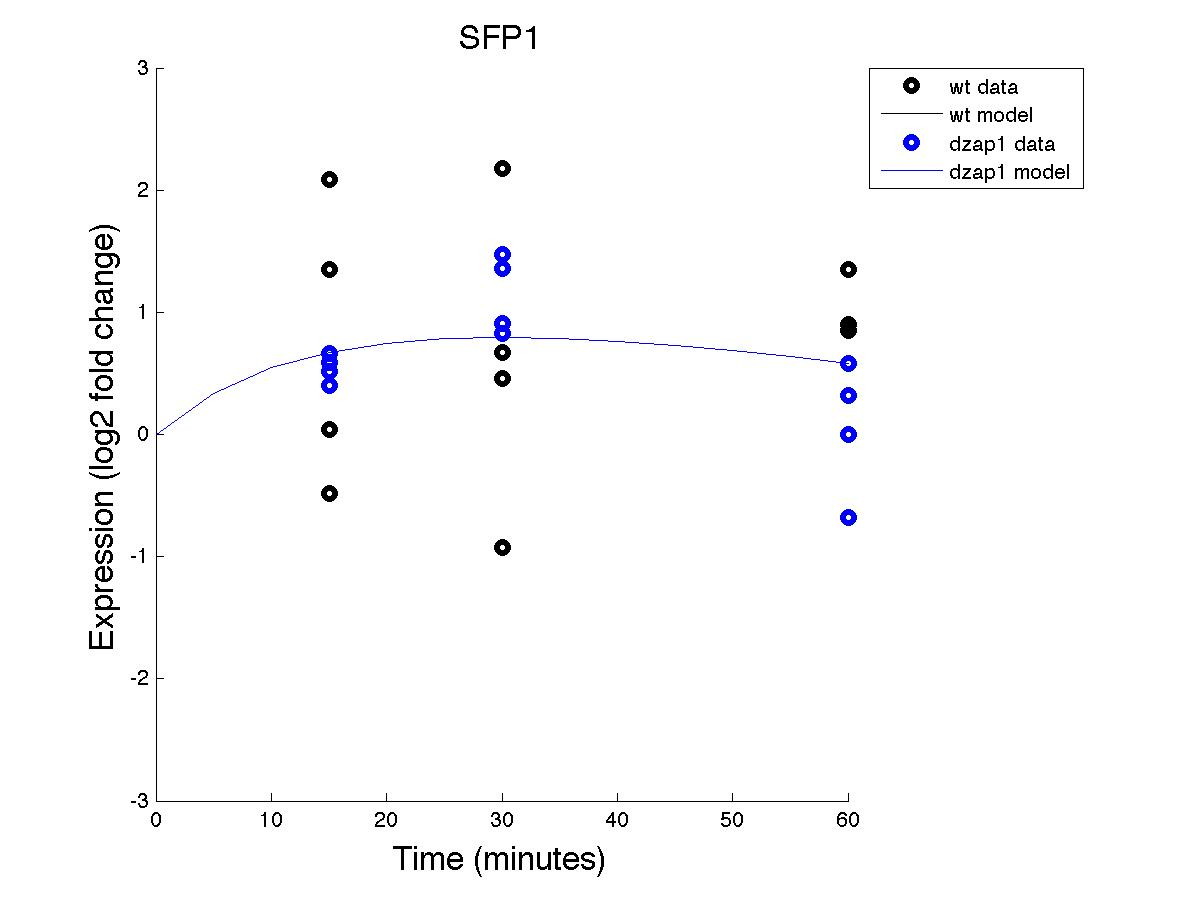 SFP1
wt data
wt model
dzap1 data
dzap1 model
Expression (log2 fold change)
3
2
1
0
-1
-2
-3
0 10 20 30 40 50 60
Time (minutes)